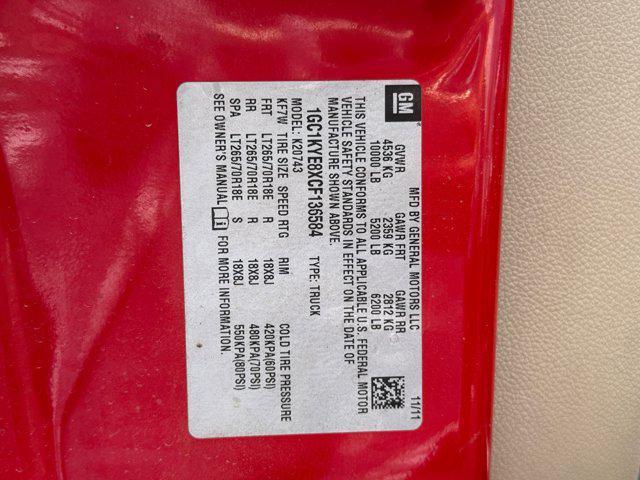 GM
MFD BY GENERAL MOTORS LLC 11/11
GVWR GAWR FRT GAWR RR
4536 KG 2359 KG 2812 KG
10000 LB 5200 LB 6200 LB
THIS VEHICLE CONFORMS TO ALL APPLICABLE U.S. FEDERAL MOTOR
VEHICLE SAFETY STANDARDS IN EFFECT ON THE DATE OF
MANUFACTURE SHOWN ABOVE.
1GC1KYE8XCF136584 TYPE: TRUCK
MODEL: K20743
KF7W TIRE SIZE SPEED RTG RIM COLD TIRE PRESSURE
FRT LT265/70R18E R 18X8J 420KPA(60PSI)
RR LT265/70R18E R 18X8J 480KPA(70PSI)
SPA LT265/70R18E S 18X8J 550KPA(80PSI)
SEE OWNER'S MANUAL FOR MORE INFORMATION.